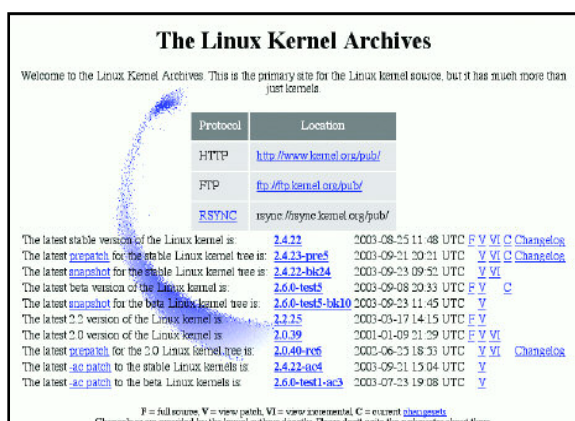 The Linux Kernel Archives
Welcome to the Linux Kernel Archives. This is the primary site for the Linux kernel source, but it has much more than
just kernels.
Protocol Location
HTTP http://www.kernel.org/pub/
FTP ftp://ftp.kernel.org/pub/
RSYNC rsync://rsync.kernel.org/pub/
The latest stable version of the Linux kernel is: 2.4.22 2003-08-25 11:48 UTC F V VI C Changelog
The latest prepatch for the stable Linux kernel tree is: 2.4.23-pre5 2003-09-21 20:21 UTC V VI C Changelog
The latest snapshot for the stable Linux kernel tree is: 2.4.22-bk24 2003-09-23 09:52 UTC V VI
The latest beta version of the Linux kernel is: 2.6.0-test5 2003-09-08 20:33 UTC F V C
The latest snapshot for the beta Linux kernel tree is: 2.6.0-test5-bk10 2003-09-23 11:45 UTC V
The latest 2.2 version of the Linux kernel is: 2.2.25 2003-03-17 14:15 UTC F V
The latest 2.0 version of the Linux kernel is: 2.0.39 2001-01-09 21:29 UTC F V VI
The latest prepatch for the 2.0 Linux kernel tree is: 2.0.40-rc6 2002-06-25 18:53 UTC V VI Changelog
The latest -ac patch to the stable Linux kernels is: 2.4.22-ac4 2003-09-21 15:04 UTC V
The latest -ac patch to the beta Linux kernels is: 2.6.0-test1-ac3 2003-07-23 19:08 UTC V
F = full source, V = view patch, VI = view incremental, C = current changesets